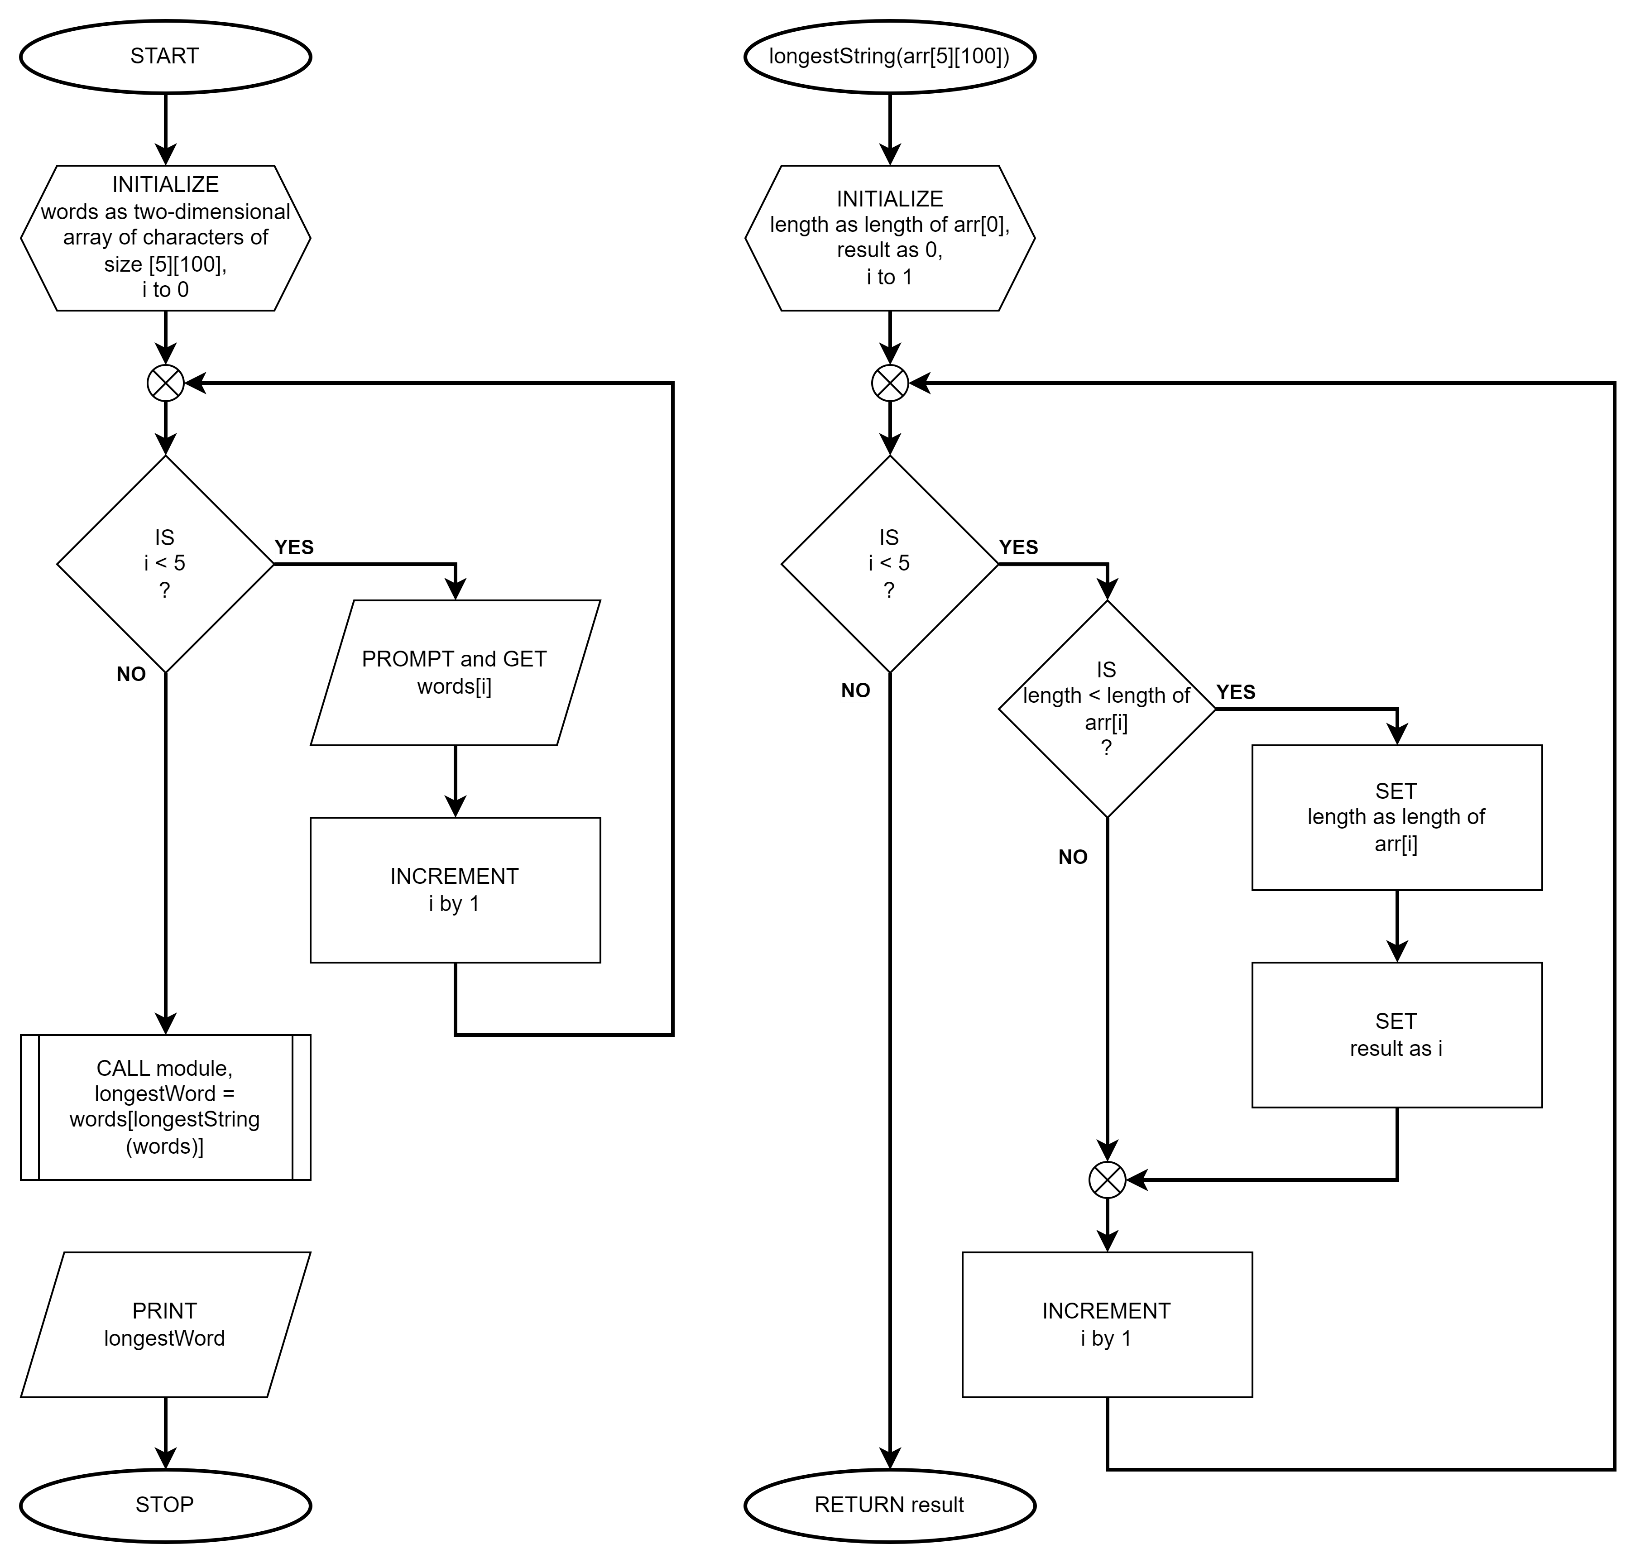 START
INITIALIZE
words as two-dimensional
array of characters of
size [5][100],
i to 0
IS
i < 5
?
YES
NO
PROMPT and GET
words[i]
INCREMENT
i by 1
CALL module,
longestWord =
words[longestString
(words)]
PRINT
longestWord
STOP
longestString(arr[5][100])
INITIALIZE
length as length of arr[0],
result as 0,
i to 1
IS
i < 5
?
YES
NO
IS
length < length of
arr[i]
?
YES
NO
SET
length as length of
arr[i]
SET
result as i
INCREMENT
i by 1
RETURN result